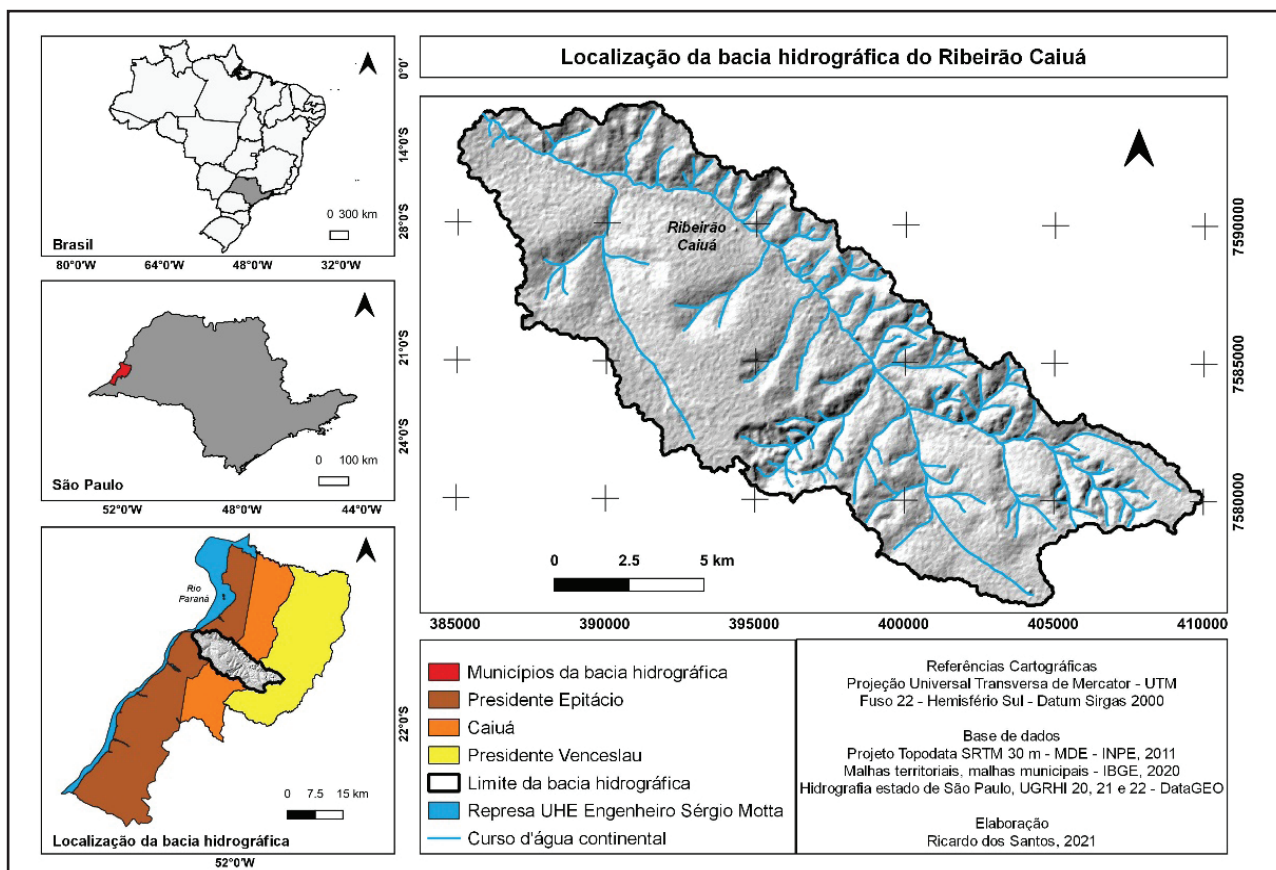 Localização da bacia hidrográfica do Ribeirão Caiuá
0°0'
14°0'S
28°0'S
0 300 km
Brasil
80°0'W 64°0'W 48°0'W 32°0'W
21°0'S
24°0'S
0 100 km
São Paulo
52°0'W 48°0'W 44°0'W
Rio
Paraná
22°0'S
0 7.5 15 km
Localização da bacia hidrográfica
52°0'W
Ribeirão
Caiuá
7590000
7585000
7580000
0 2.5 5 km
385000 390000 395000 400000 405000 410000
Municípios da bacia hidrográfica
Presidente Epitácio
Caiuá
Presidente Venceslau
Limite da bacia hidrográfica
Represa UHE Engenheiro Sérgio Motta
Curso d'água continental
Referências Cartográficas
Projeção Universal Transversa de Mercator - UTM
Fuso 22 - Hemisfério Sul - Datum Sirgas 2000
Base de dados
Projeto Topodata SRTM 30 m - MDE - INPE, 2011
Malhas territoriais, malhas municipais - IBGE, 2020
Hidrografia estado de São Paulo, UGRHI 20, 21 e 22 - DataGEO
Elaboração
Ricardo dos Santos, 2021